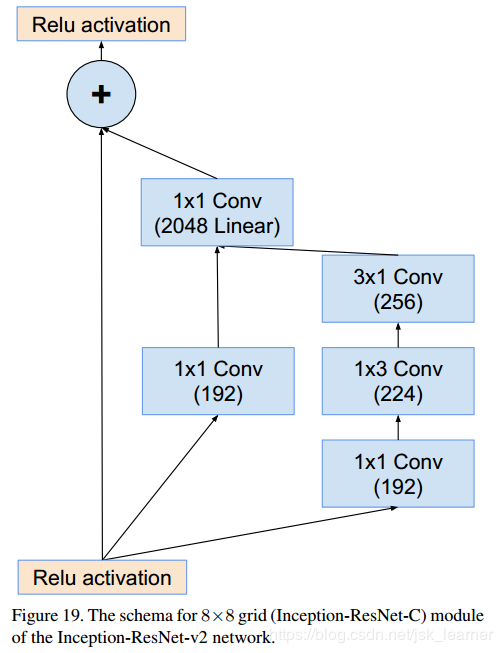 Relu activation
+
1x1 Conv
(2048 Linear)
3x1 Conv
(256)
1x1 Conv
(192)
1x3 Conv
(224)
1x1 Conv
(192)
Relu activation
Figure 19. The schema for 8×8 grid (Inception-ResNet-C) module
of the Inception-ResNet-v2 network.
https://blog.csdn.net/jsk_learner